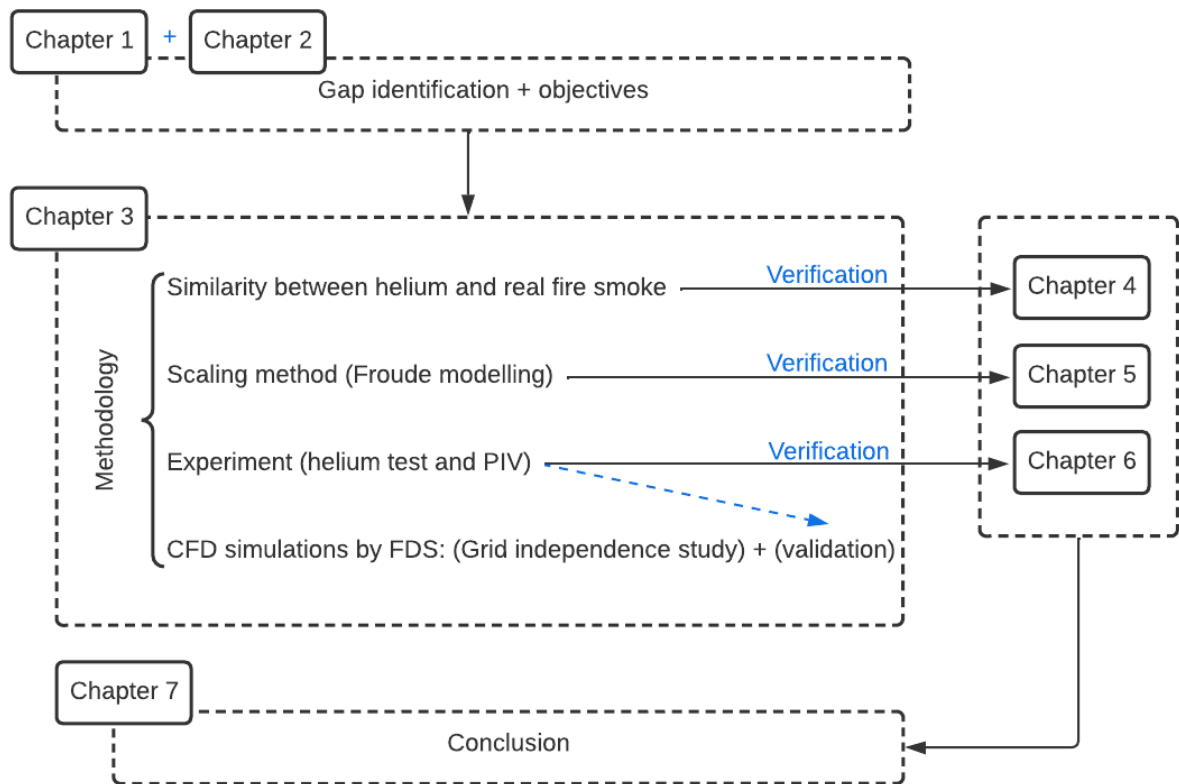 Chapter 1 + Chapter 2
Gap identification + objectives
Chapter 3
Methodology
Similarity between helium and real fire smoke
Verification
Chapter 4
Scaling method (Froude modelling)
Verification
Chapter 5
Experiment (helium test and PIV)
Verification
Chapter 6
CFD simulations by FDS: (Grid independence study) + (validation)
Chapter 7
Conclusion